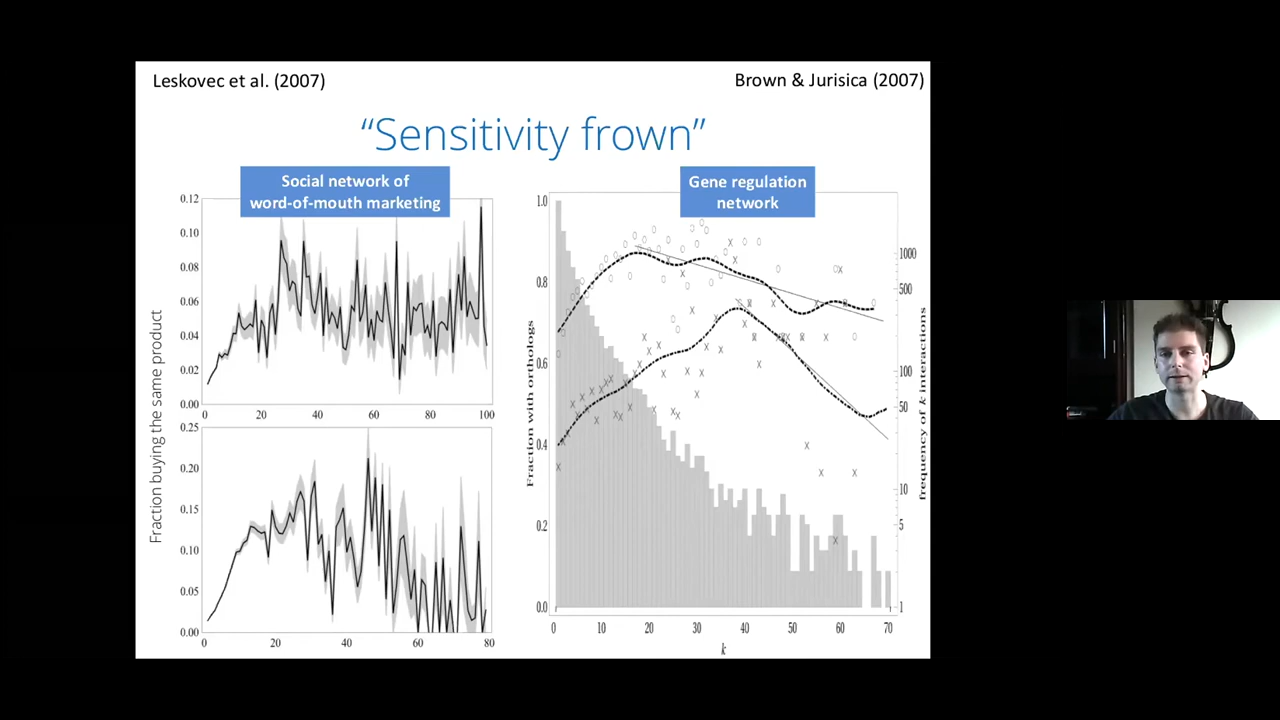 Leskovec et al. (2007)
Brown & Jurisica (2007)
“Sensitivity frown”
Social network of
word-of-mouth marketing
Gene regulation
network
Fraction buying the same product
0.12
0.10
0.08
0.06
0.04
0.02
0.00
0 20 40 60 80 100
0.25
0.20
0.15
0.10
0.05
0.00
0 20 40 60 80
Fraction with orthologs
1.0
0.8
0.6
0.4
0.2
0.0
0 10 20 30 40 50 60 70
k
1000
500
100
50
10
5
1
frequency of k interactions